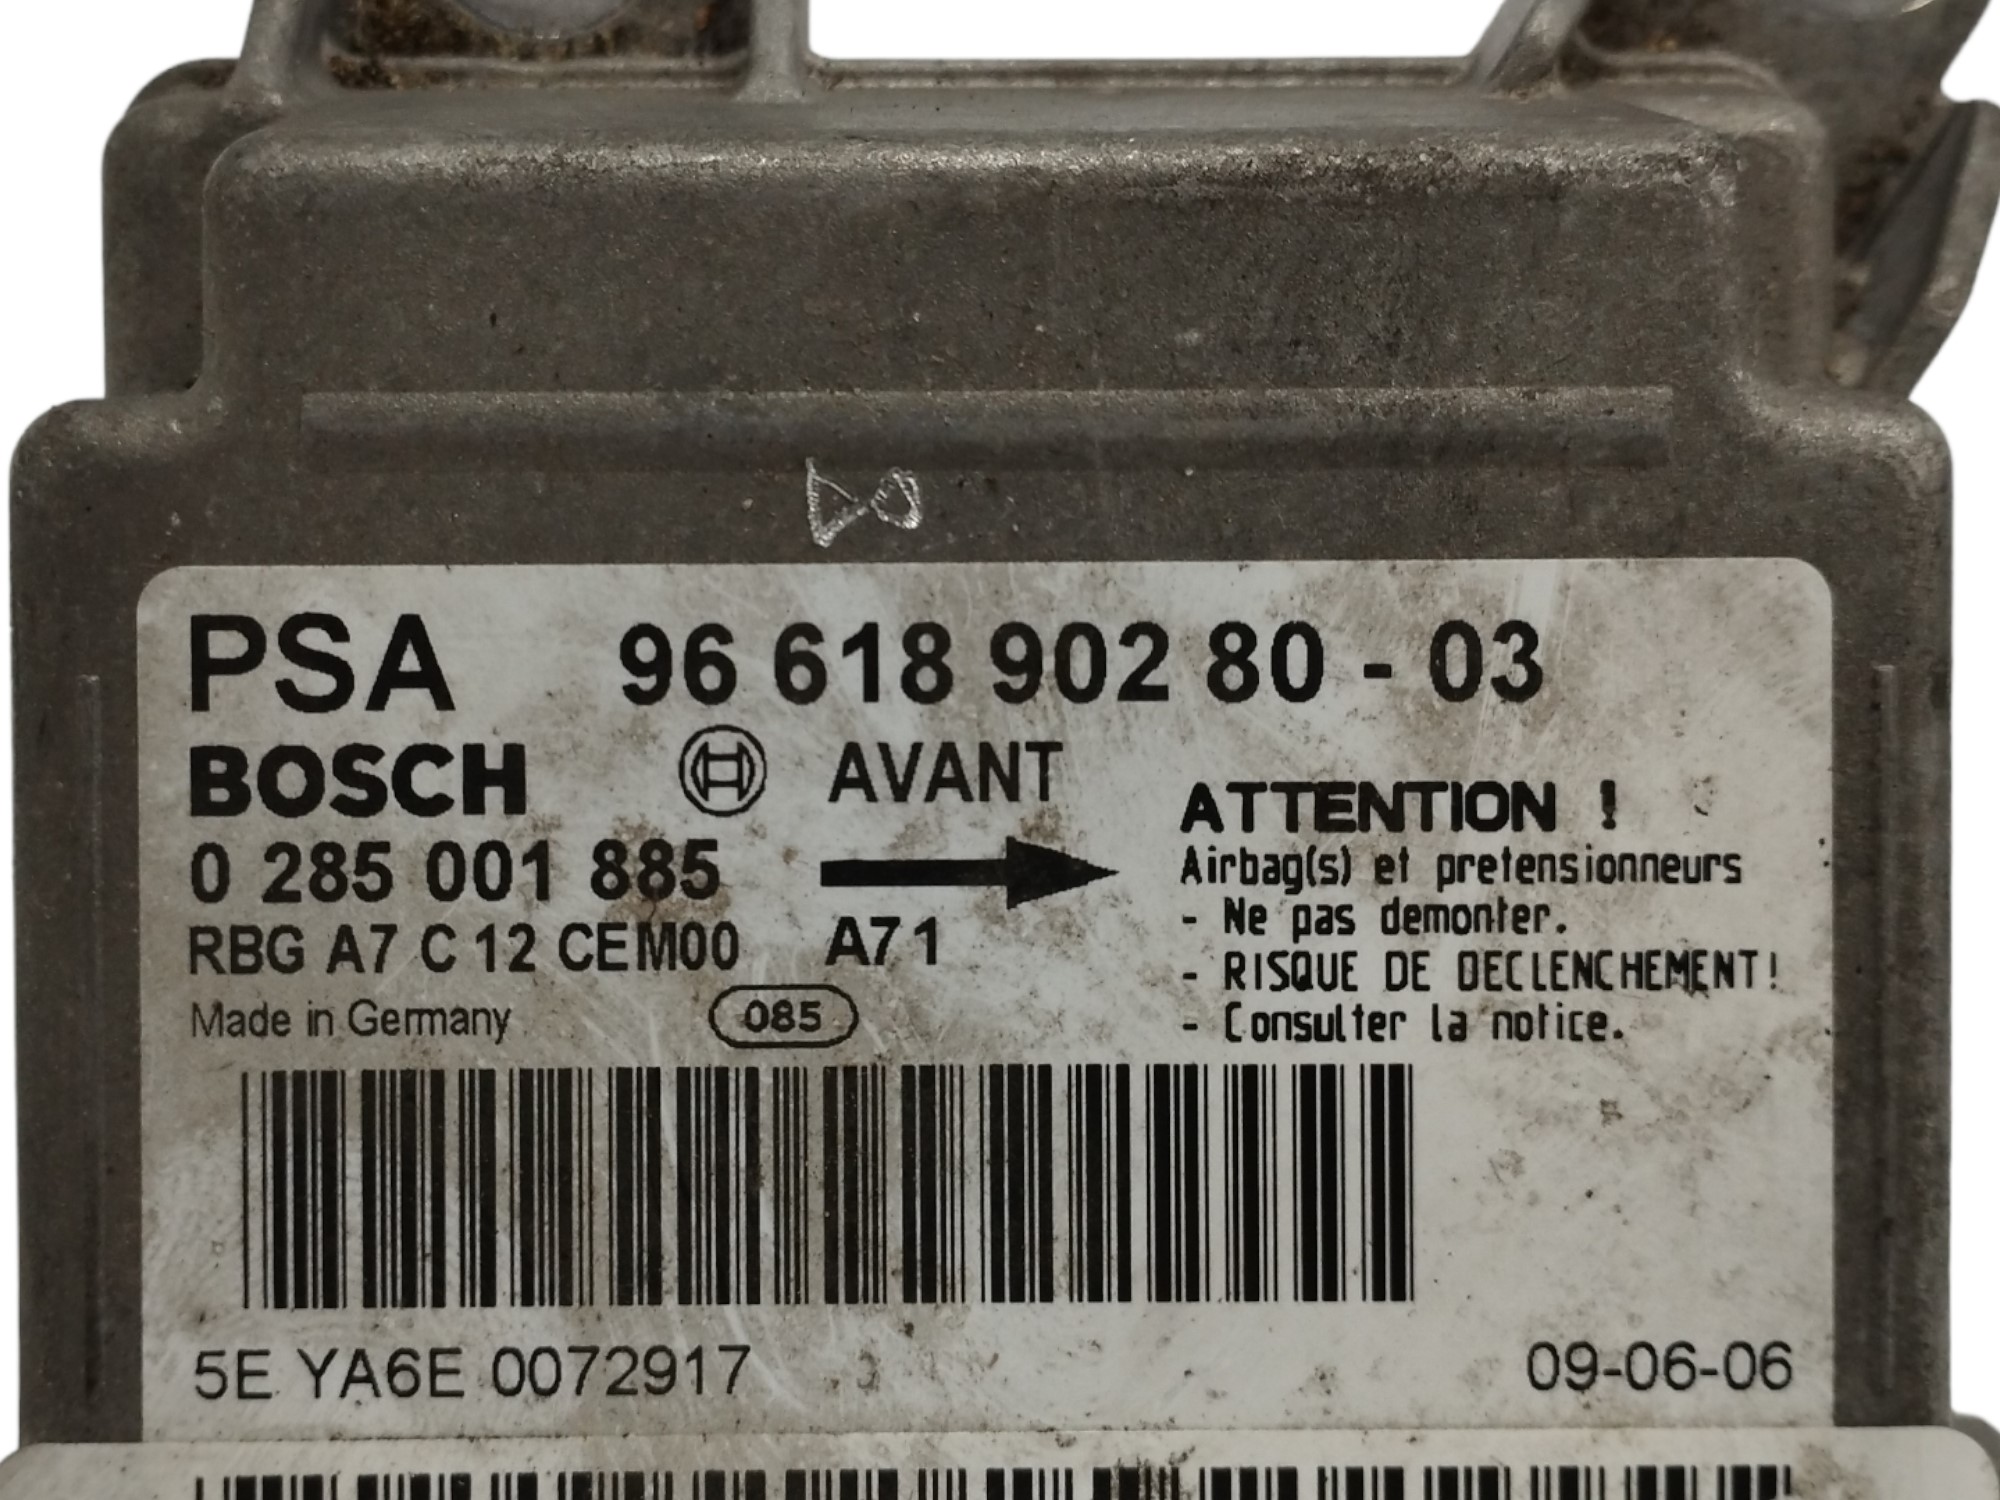 PSA 96 618 902 80 - 03
BOSCH AVANT
0 285 001 885
RBG A7 C 12 CEM00 A71
Made in Germany 085
ATTENTION !
Airbag(s) et pretensionneurs
- Ne pas demonter.
- RISQUE DE DECLENCHEMENT!
- Consulter la notice.
5E YA6E 0072917 09-06-06